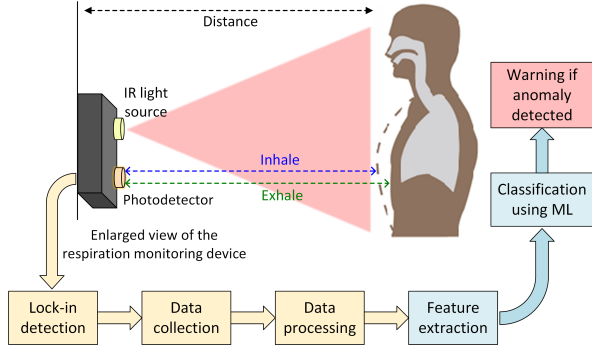 Distance
IR light
source
Inhale
Exhale
Photodetector
Enlarged view of the
respiration monitoring device
Warning if
anomaly
detected
Classification
using ML
Lock-in
detection
Data
collection
Data
processing
Feature
extraction